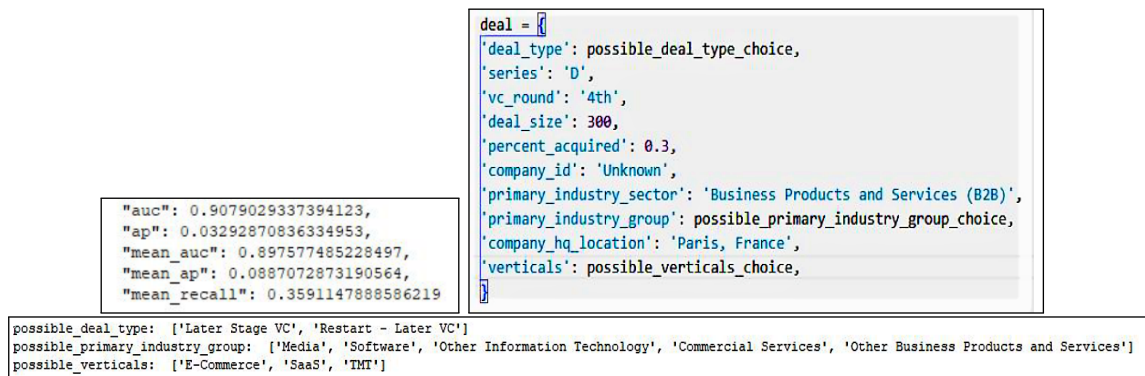 deal = {
'deal_type': possible_deal_type_choice,
'series': 'D',
'vc_round': '4th',
'deal_size': 300,
'percent_acquired': 0.3,
'company_id': 'Unknown',
'primary_industry_sector': 'Business Products and Services (B2B)',
'primary_industry_group': possible_primary_industry_group_choice,
'company_hq_location': 'Paris, France',
'verticals': possible_verticals_choice,
}
"auc": 0.9079029337394123,
"ap": 0.03292870836334953,
"mean_auc": 0.897577485228497,
"mean_ap": 0.0887072873190564,
"mean_recall": 0.3591147888586219
possible_deal_type: ['Later Stage VC', 'Restart - Later VC']
possible_primary_industry_group: ['Media', 'Software', 'Other Information Technology', 'Commercial Services', 'Other Business Products and Services']
possible_verticals: ['E-Commerce', 'SaaS', 'TMT']